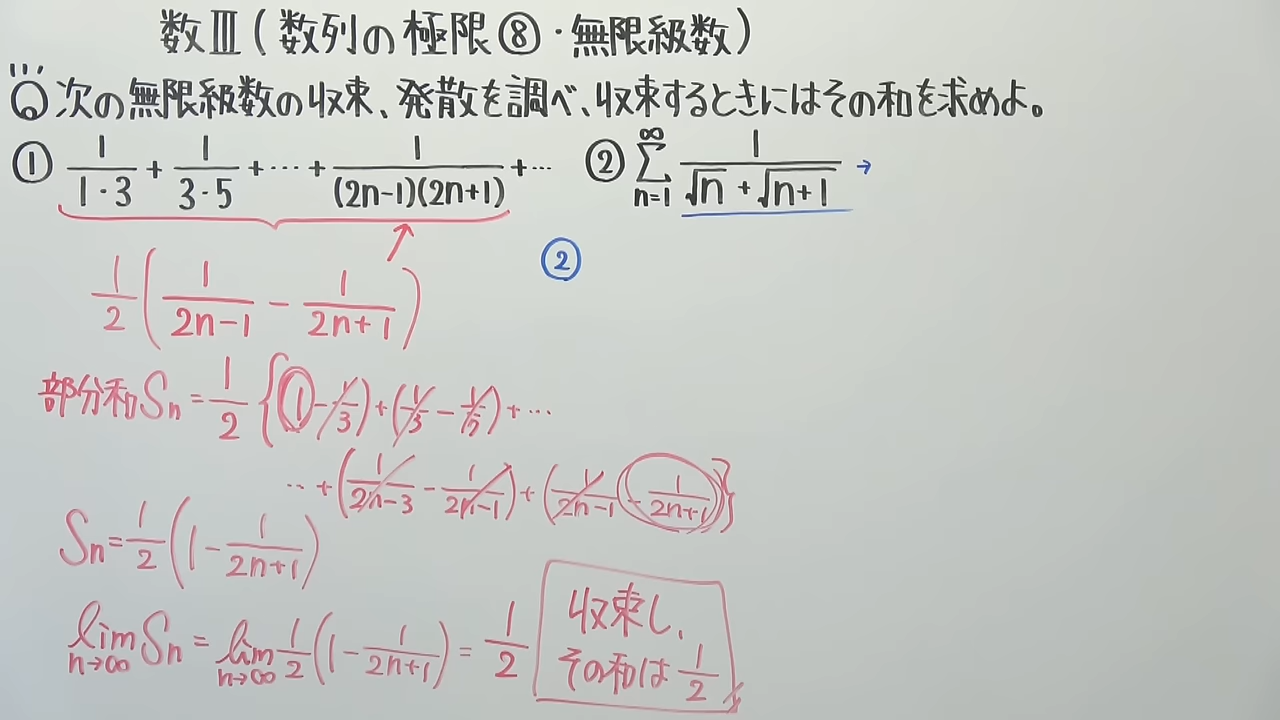 数Ⅲ(数列の極限⑧・無限級数)
Q 次の無限級数の収束、発散を調べ、収束するときにはその和を求めよ。
① 1/(1・3) + 1/(3・5) + … + 1/((2n-1)(2n+1)) + …
② ∑[n=1→∞] 1/(√n + √(n+1)) →
②
1/2 (1/(2n-1) - 1/(2n+1))
部分和Sn = 1/2 {(1 - 1/3) + (1/3 - 1/5) + …
… + (1/(2n-3) - 1/(2n-1)) + (1/(2n-1) - 1/(2n+1))}
Sn = 1/2 (1 - 1/(2n+1))
lim[n→∞] Sn = lim[n→∞] 1/2 (1 - 1/(2n+1)) = 1/2
収束し、
その和は 1/2